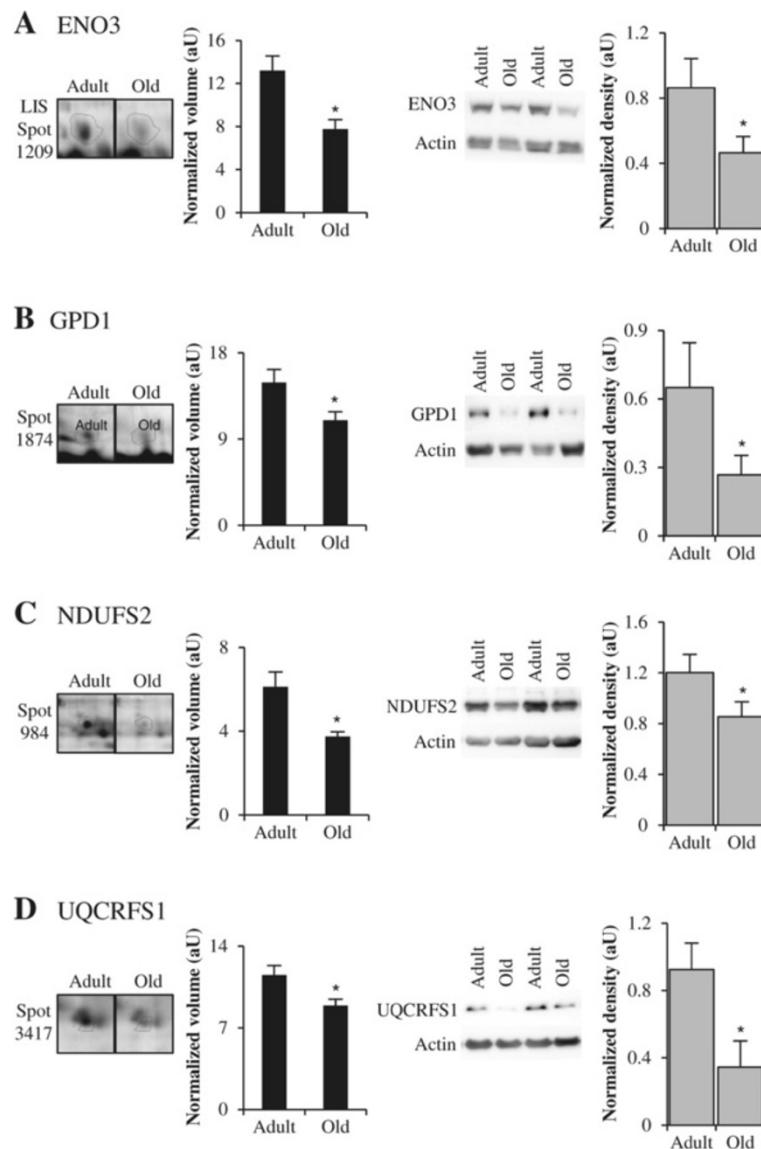 A ENO3
Adult Old
LIS
Spot
1209
Normalized volume (aU)
16
12
8
4
0
*
Adult Old
Adult Old Adult Old
ENO3
Actin
Normalized density (aU)
1.2
0.8
0.4
0
*
Adult Old
B GPD1
Adult Old
Spot
1874
Adult Old
Normalized volume (aU)
18
9
0
*
Adult Old
Adult Old Adult Old
GPD1
Actin
Normalized density (aU)
0.9
0.6
0.3
0
*
Adult Old
C NDUFS2
Adult Old
Spot
984
Normalized volume (aU)
8
4
0
*
Adult Old
Adult Old Adult Old
NDUFS2
Actin
Normalized density (aU)
1.6
1.2
0.8
0.4
0
*
Adult Old
D UQCRFS1
Adult Old
Spot
3417
Normalized volume (aU)
14
7
0
*
Adult Old
Adult Old Adult Old
UQCRFS1
Actin
Normalized density (aU)
1.2
0.8
0.4
0
*
Adult Old